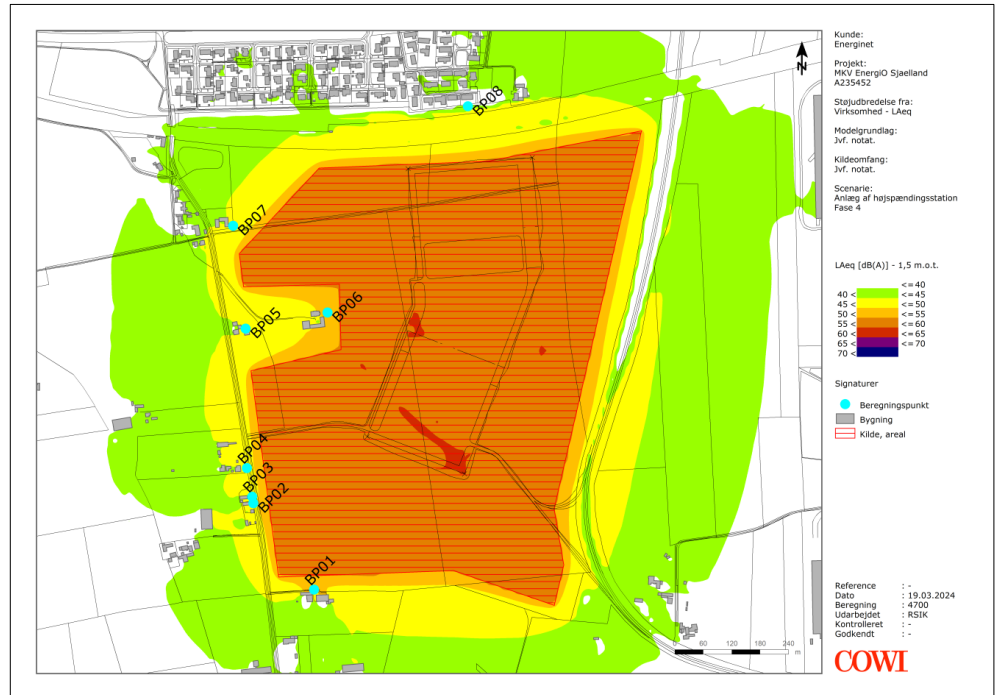 Kunde:
Energinet
Projekt:
MKV EnergiO Sjaelland
A235452
Støjudbredelse fra:
Virksomhed - LAeq
Modelgrundlag:
Jvf. notat.
Kildeomfang:
Jvf. notat.
Scenarie:
Anlæg af højspændingsstation
Fase 4
LAeq [dB(A)] - 1,5 m.o.t.
<= 40
40 < <= 45
45 < <= 50
50 < <= 55
55 < <= 60
60 < <= 65
65 < <= 70
70 <
Signaturer
Beregningspunkt
Bygning
Kilde, areal
Reference : -
Dato : 19.03.2024
Beregning : 4700
Udarbejdet : RSIK
Kontrolleret : -
Godkendt : -
COWI
N
BP08
BP07
BP06
BP05
BP04
BP03
BP02
BP01
0 60 120 180 240
m